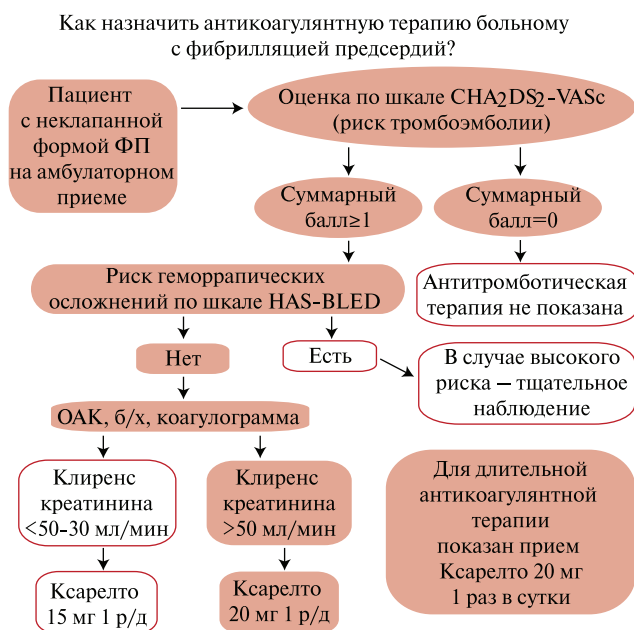 Как назначить антикоагулянтную терапию больному
с фибрилляцией предсердий?
Пациент
с неклапанной
формой ФП
на амбулаторном
приеме
Оценка по шкале CHA2DS2-VASc
(риск тромбоэмболии)
Суммарный
балл≥1
Суммарный
балл=0
Риск геморрапических
осложнений по шкале HAS-BLED
Антитромботическая
терапия не показана
Нет
Есть
В случае высокого
риска – тщательное
наблюдение
ОАК, б/х, коагулограмма
Клиренс
креатинина
<50-30 мл/мин
Клиренс
креатинина
>50 мл/мин
Для длительной
антикоагулянтной
терапии
показан прием
Ксарелто 20 мг
1 раз в сутки
Ксарелто
15 мг 1 р/д
Ксарелто
20 мг 1 р/д